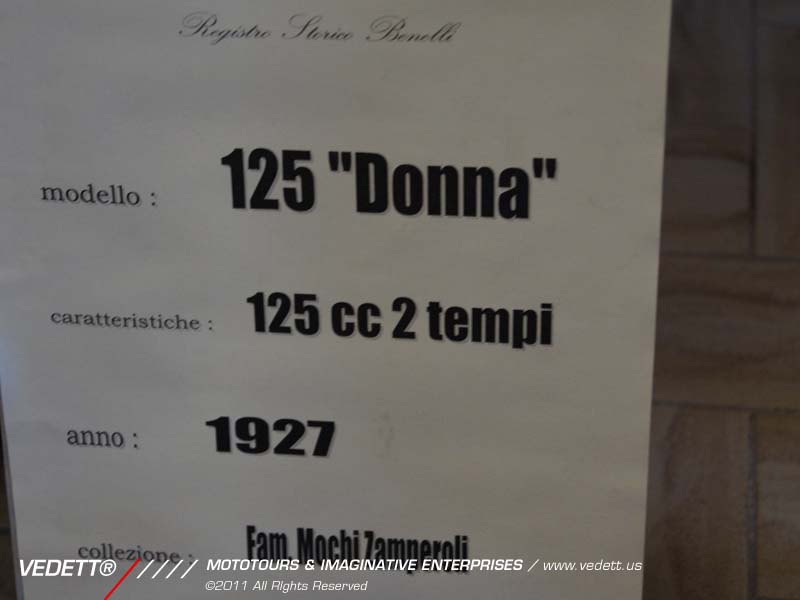 Registro Storico Benelli
modello : 125 "Donna"
caratteristiche : 125 cc 2 tempi
anno : 1927
collezione : Fam. Mochi Zamperoli
VEDETT® ///// MOTOTOURS & IMAGINATIVE ENTERPRISES / www.vedett.us
©2011 All Rights Reserved